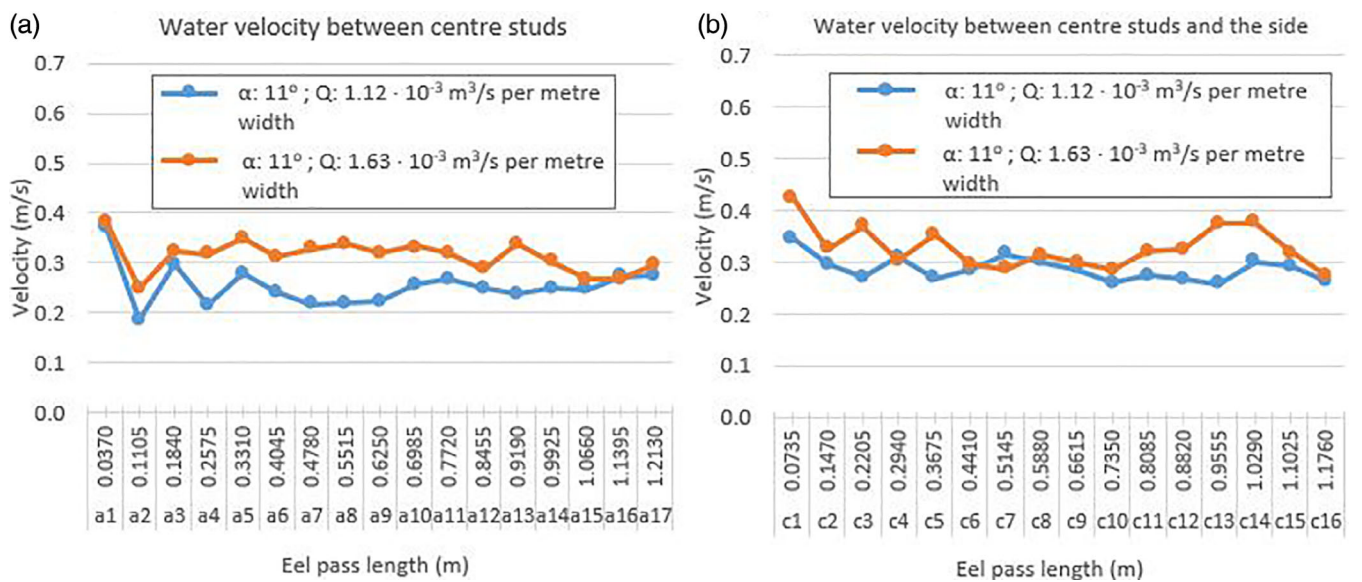 (a)
Water velocity between centre studs
0.7
0.6
0.5
0.4
0.3
0.2
0.1
0.0
Velocity (m/s)
α: 11° ; Q: 1.12 · 10⁻³ m³/s per metre
width
α: 11° ; Q: 1.63 · 10⁻³ m³/s per metre
width
0.0370 0.1105 0.1840 0.2575 0.3310 0.4045 0.4780 0.5515 0.6250 0.6985 0.7720 0.8455 0.9190 0.9925 1.0660 1.1395 1.2130
a1 a2 a3 a4 a5 a6 a7 a8 a9 a10 a11 a12 a13 a14 a15 a16 a17
Eel pass length (m)
(b)
Water velocity between centre studs and the side
0.7
0.6
0.5
0.4
0.3
0.2
0.1
0.0
Velocity (m/s)
α: 11° ; Q: 1.12 · 10⁻³ m³/s per metre
width
α: 11° ; Q: 1.63 · 10⁻³ m³/s per metre
width
0.0735 0.1470 0.2205 0.2940 0.3675 0.4410 0.5145 0.5880 0.6615 0.7350 0.8085 0.8820 0.9555 1.0290 1.1025 1.1760
c1 c2 c3 c4 c5 c6 c7 c8 c9 c10 c11 c12 c13 c14 c15 c16
Eel pass length (m)